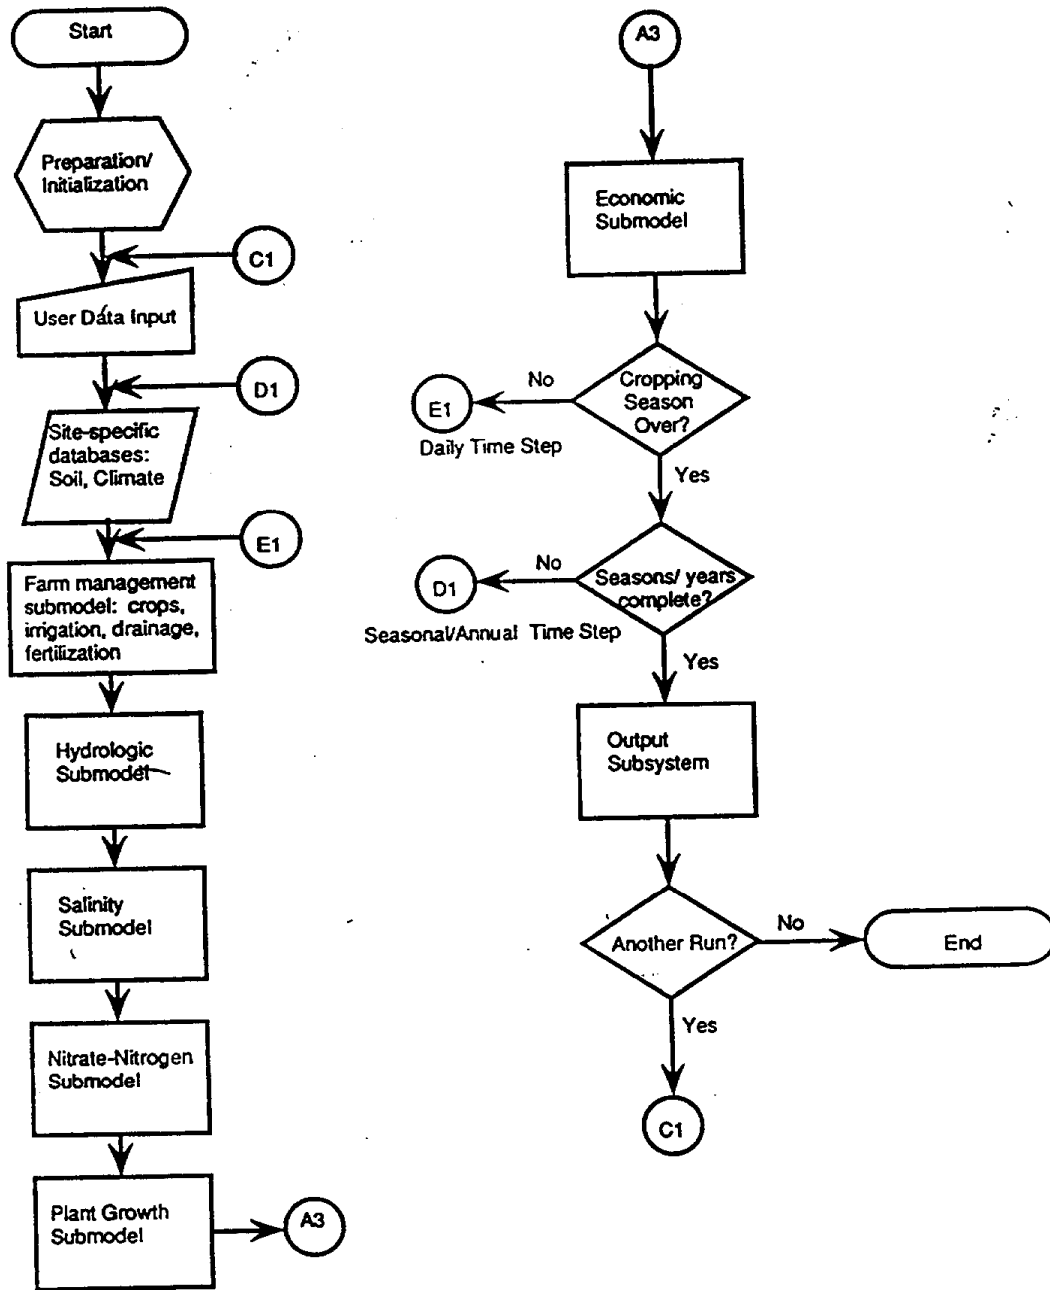 Start
Preparation/
Initialization
C1
User Data Input
D1
Site-specific
databases:
Soil, Climate
E1
Farm management
submodel: crops,
irrigation, drainage,
fertilization
Hydrologic
Submodel
Salinity
Submodel
Nitrate-Nitrogen
Submodel
Plant Growth
Submodel
A3
A3
Economic
Submodel
Cropping
Season
Over?
No
E1
Daily Time Step
Yes
Seasons/ years
complete?
No
D1
Seasonal/Annual Time Step
Yes
Output
Subsystem
Another Run?
No
End
Yes
C1